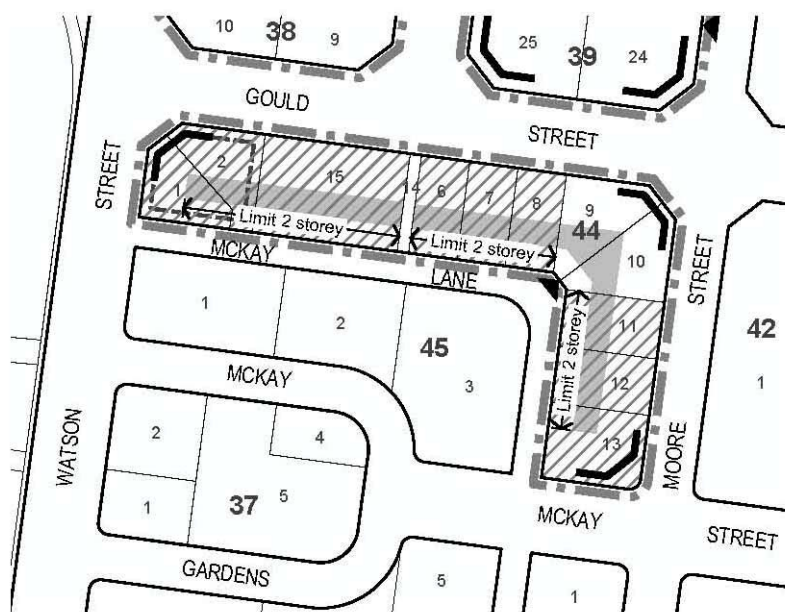 10 38 9
25 39 24
GOULD STREET
STREET
2
1
15
14
6
7
8
9
44
10
Limit 2 storey
Limit 2 storey
MCKAY LANE
STREET
11
12
13
Limit 2 storey
42
1
1
2
45
3
MCKAY
WATSON
MOORE
2
4
1
37
5
MCKAY STREET
GARDENS
5
1